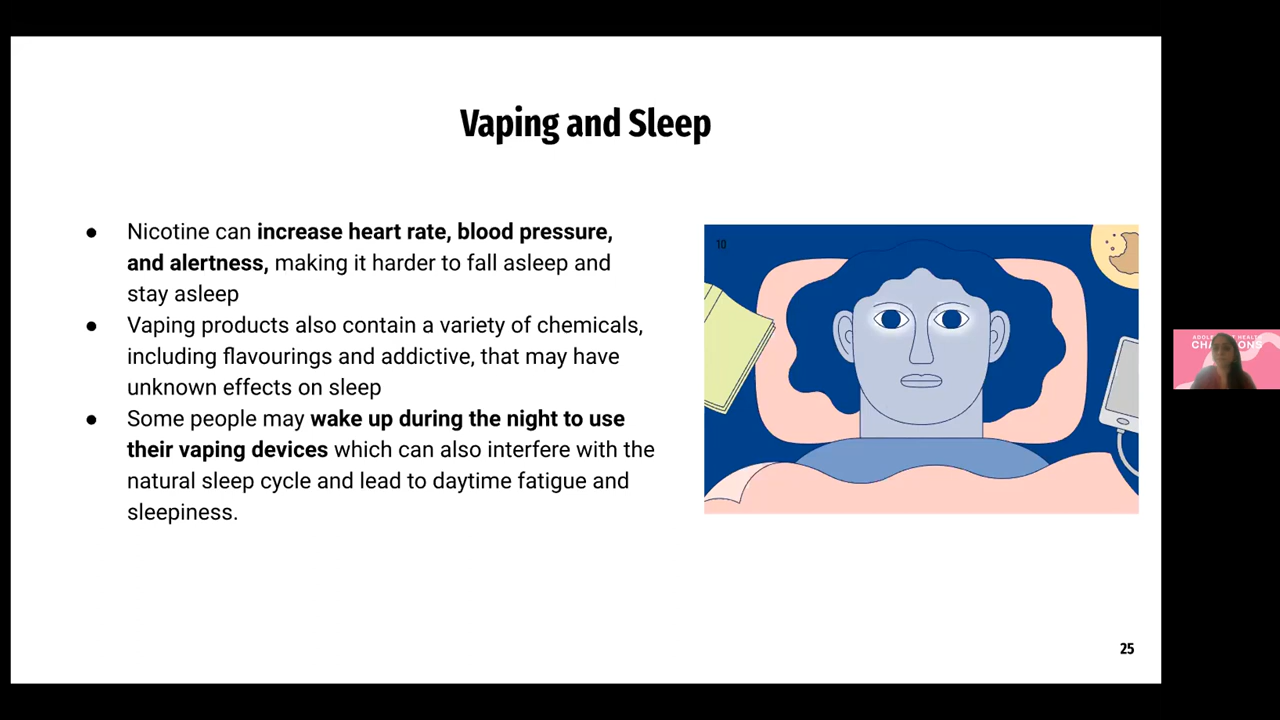 Vaping and Sleep
● Nicotine can increase heart rate, blood pressure,
and alertness, making it harder to fall asleep and
stay asleep
● Vaping products also contain a variety of chemicals,
including flavourings and addictive, that may have
unknown effects on sleep
● Some people may wake up during the night to use
their vaping devices which can also interfere with the
natural sleep cycle and lead to daytime fatigue and
sleepiness.
10
25